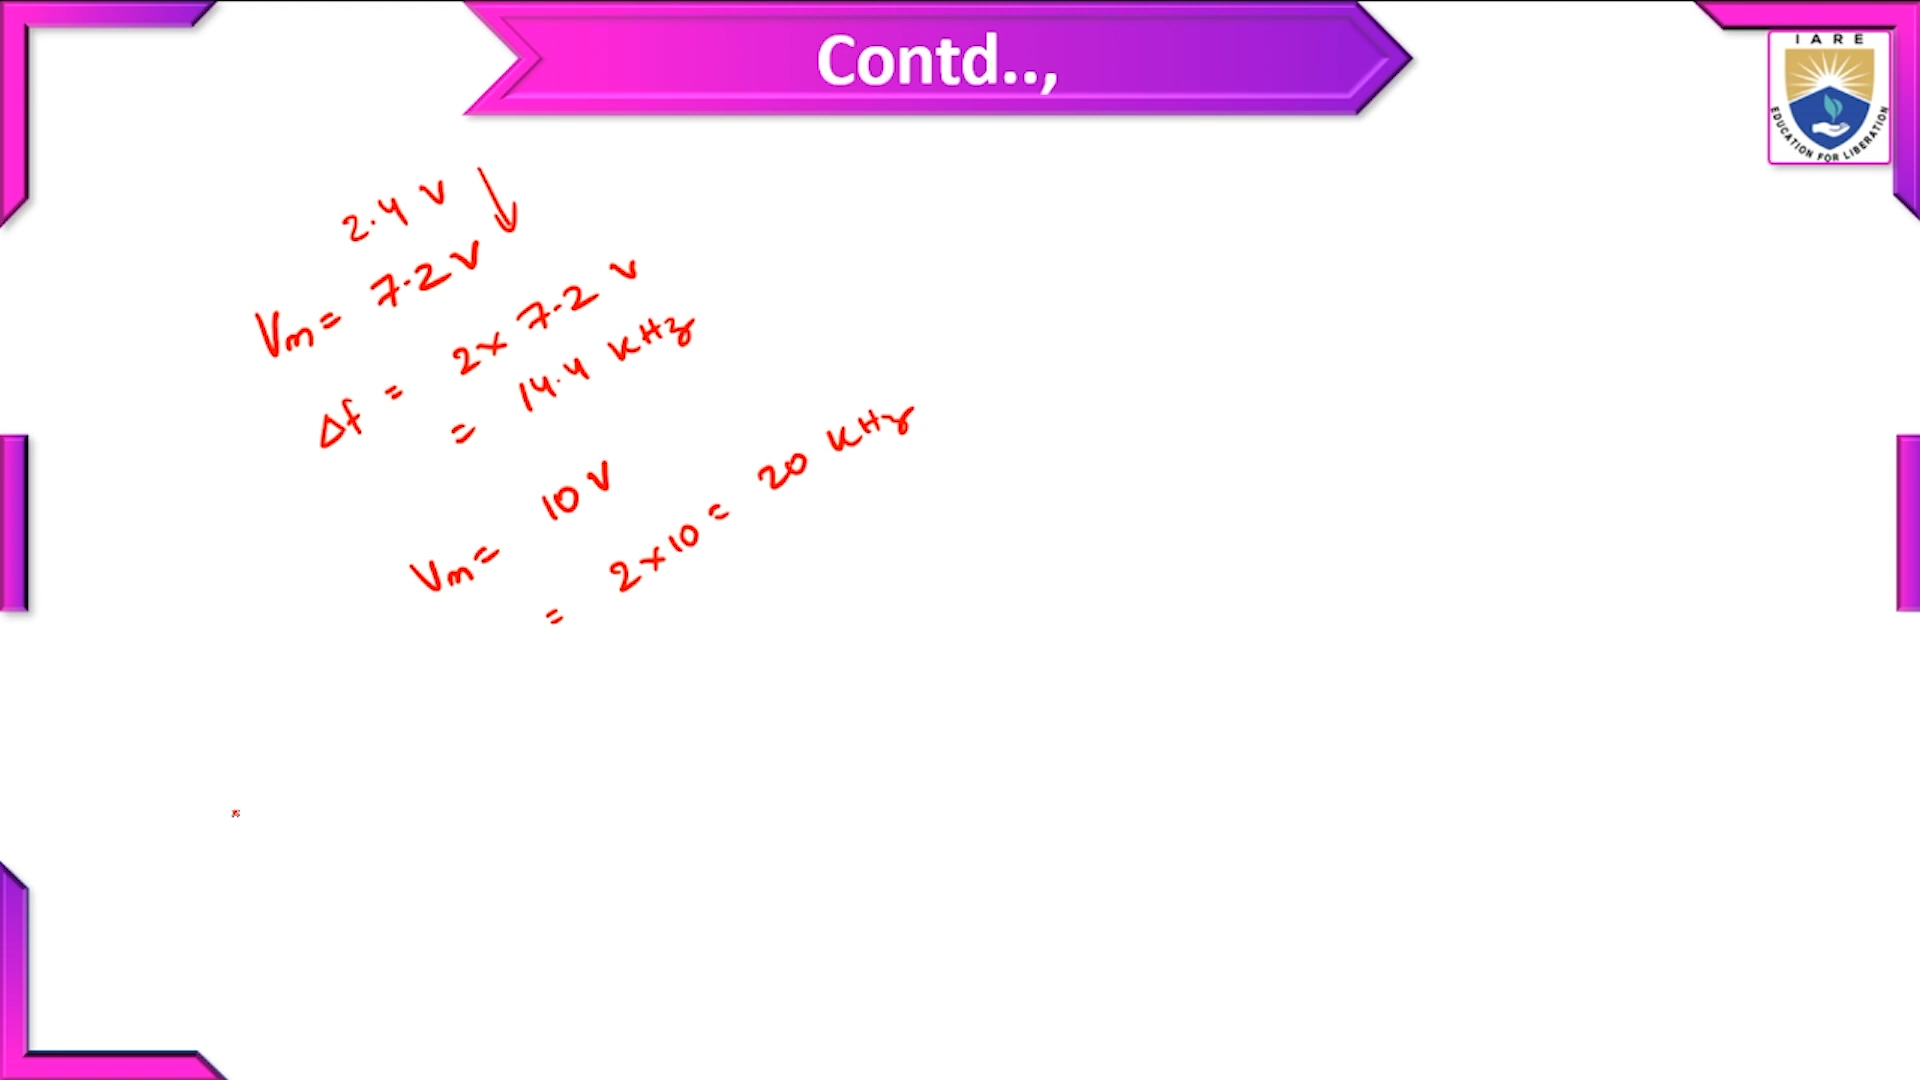 Contd..,
IARE
EDUCATION FOR LIBERATION
2.4 V
Vm = 7.2 V
Δf = 2 x 7.2 V
= 14.4 KHz
Vm = 10 V
= 2 x 10 = 20 KHz